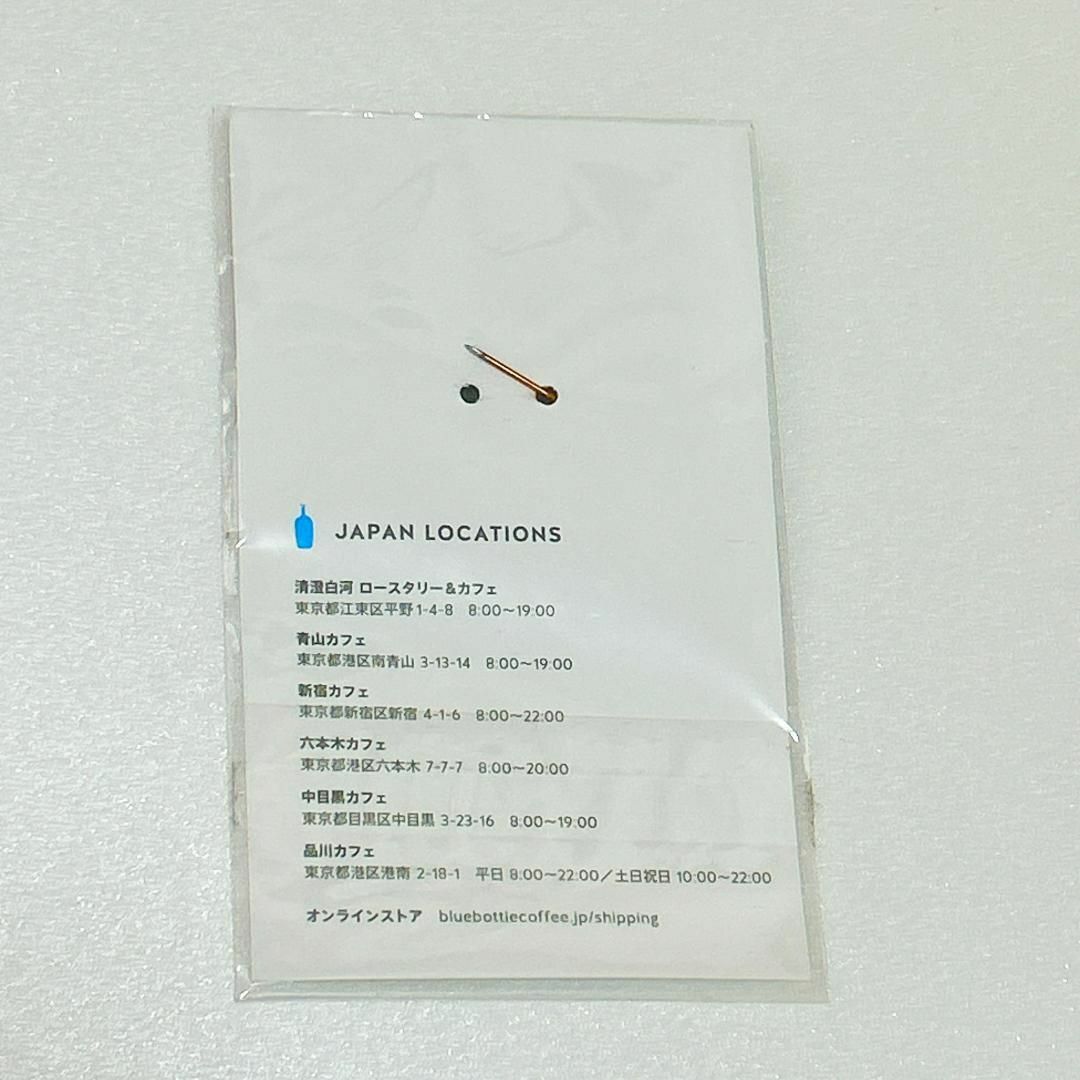 JAPAN LOCATIONS
清澄白河 ロースタリー＆カフェ
東京都江東区平野1-4-8 8:00〜19:00
青山カフェ
東京都港区南青山 3-13-14 8:00〜19:00
新宿カフェ
東京都新宿区新宿 4-1-6 8:00〜22:00
六本木カフェ
東京都港区六本木 7-7-7 8:00〜20:00
中目黒カフェ
東京都目黒区中目黒 3-23-16 8:00〜19:00
品川カフェ
東京都港区港南 2-18-1 平日 8:00〜22:00／土日祝日 10:00〜22:00
オンラインストア bluebottlecoffee.jp/shipping